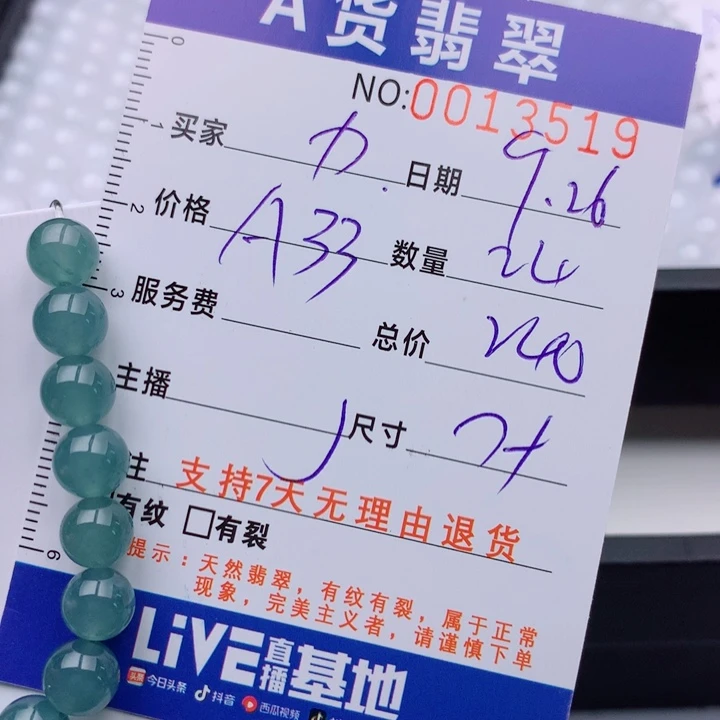 A货翡翠
NO:0013519
买家 日期 9.26
价格 A33 数量 24
服务费 总价 2240
主播 尺寸
注 支持7天无理由退货
有纹 □有裂
提示：天然翡翠，有纹有裂，属于正常
现象，完美主义者，请谨慎下单
LiVE直播基地
头条 今日头条 抖音 西瓜视频